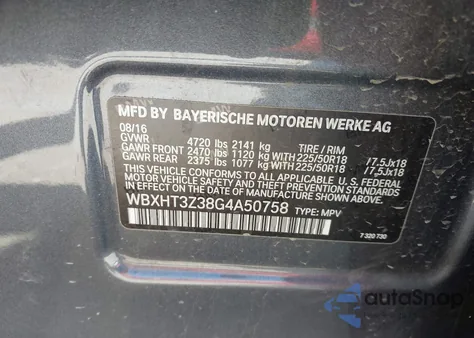 MFD BY BAYERISCHE MOTOREN WERKE AG
08/16
GVWR 4720 lbs 2141 kg TIRE / RIM
GAWR FRONT 2470 lbs 1120 kg WITH 225/50R18 17.5Jx18
GAWR REAR 2375 lbs 1077 kg WITH 225/50R18 17.5Jx18
THIS VEHICLE CONFORMS TO ALL APPLICABLE
FEDERAL MOTOR VEHICLE SAFETY, BUMPER, AND
THEFT PREVENTION STANDARDS IN EFFECT ON
THE DATE OF MANUFACTURE SHOWN ABOVE.
WBXHT3Z38G4A50758 TYPE: MPV
7 320 730
autoSnap